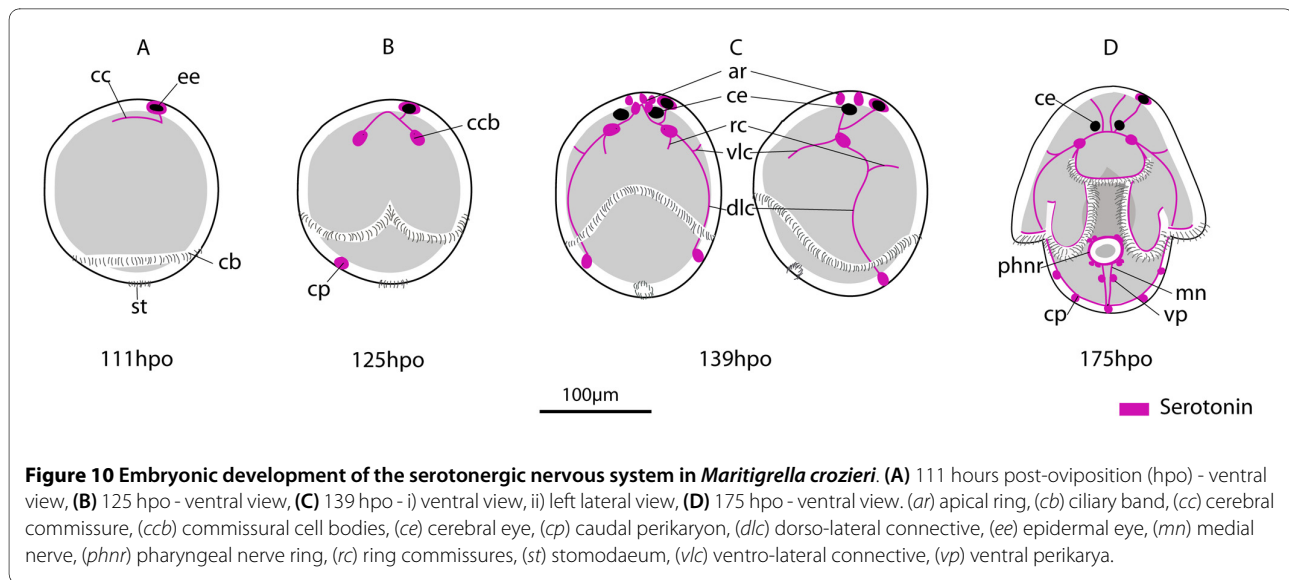 A B C D
cc ee ar ce
ccb rc ce
vlc
cb dlc
st cp phnr mn
cp vp
111hpo 125hpo 139hpo 175hpo
100µm
Serotonin
Figure 10 Embryonic development of the serotonergic nervous system in Maritigrella crozieri. (A) 111 hours post-oviposition (hpo) - ventral
view, (B) 125 hpo - ventral view, (C) 139 hpo - i) ventral view, ii) left lateral view, (D) 175 hpo - ventral view. (ar) apical ring, (cb) ciliary band, (cc) cerebral
commissure, (ccb) commissural cell bodies, (ce) cerebral eye, (cp) caudal perikaryon, (dlc) dorso-lateral connective, (ee) epidermal eye, (mn) medial
nerve, (phnr) pharyngeal nerve ring, (rc) ring commissures, (st) stomodaeum, (vlc) ventro-lateral connective, (vp) ventral perikarya.